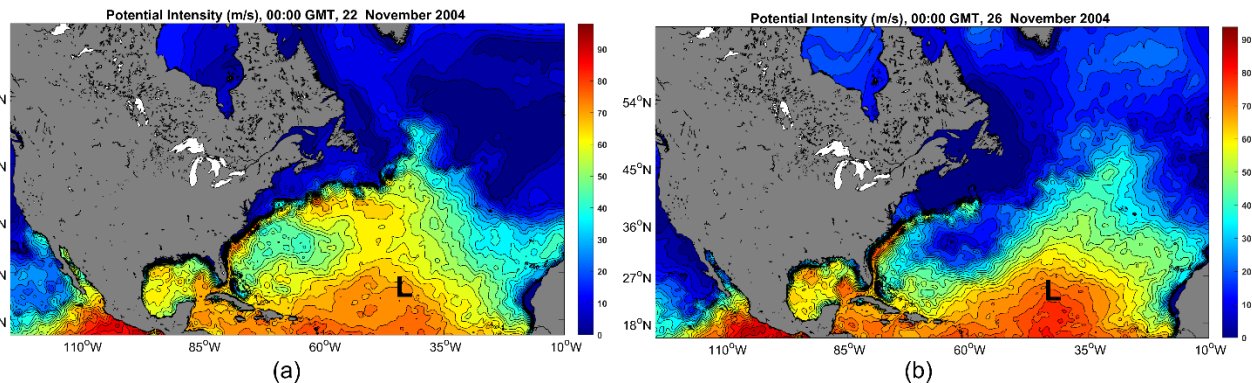 Potential Intensity (m/s), 00:00 GMT, 22 November 2004
90
80
70
60
50
40
30
20
10
0
N
N
N
N
N
L
110°W
85°W
60°W
35°W
10°W
(a)
Potential Intensity (m/s), 00:00 GMT, 26 November 2004
54°N
45°N
36°N
27°N
18°N
90
80
70
60
50
40
30
20
10
0
L
110°W
85°W
60°W
35°W
10°W
(b)